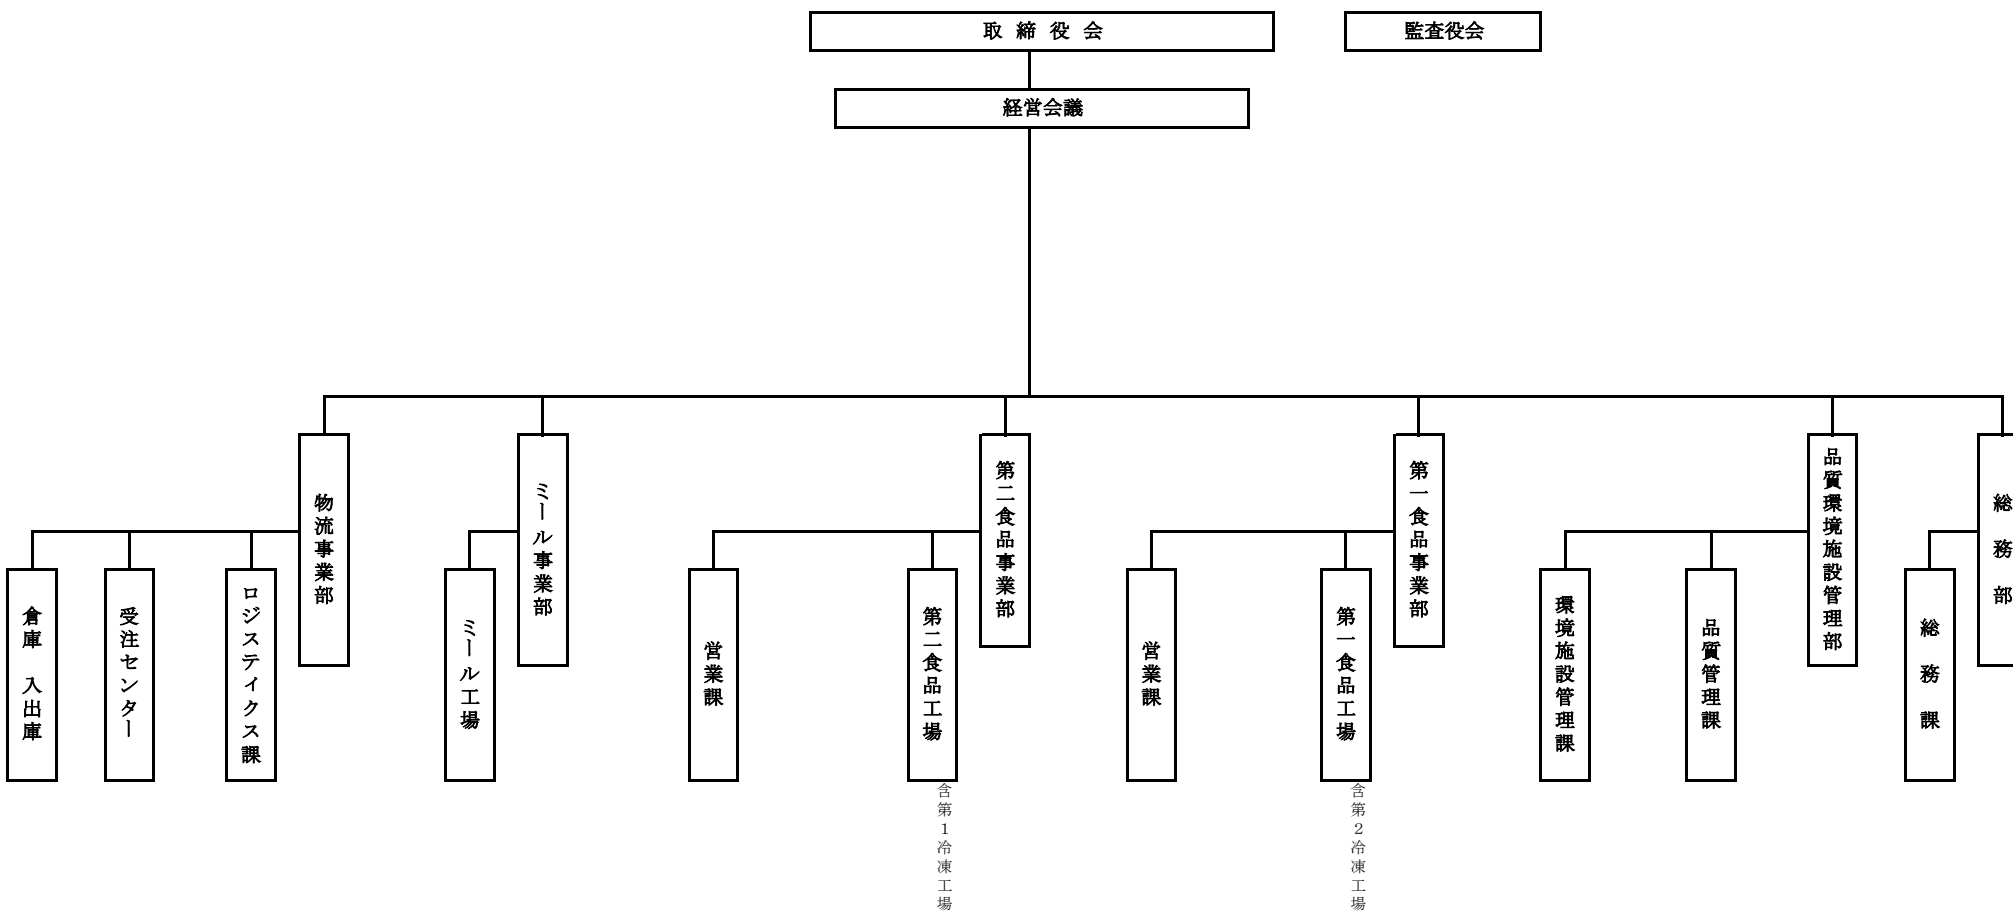 取 締 役 会
監査役会
経営会議
総 務 部
品質環境施設管理部
第一食品事業部
第二食品事業部
ミール事業部
物流事業部
総 務 課
品質管理課
環境施設管理課
第一食品工場
営業課
第二食品工場
営業課
ミール工場
ロジスティクス課
受注センター
倉庫 入出庫
含第2冷凍工場
含第1冷凍工場